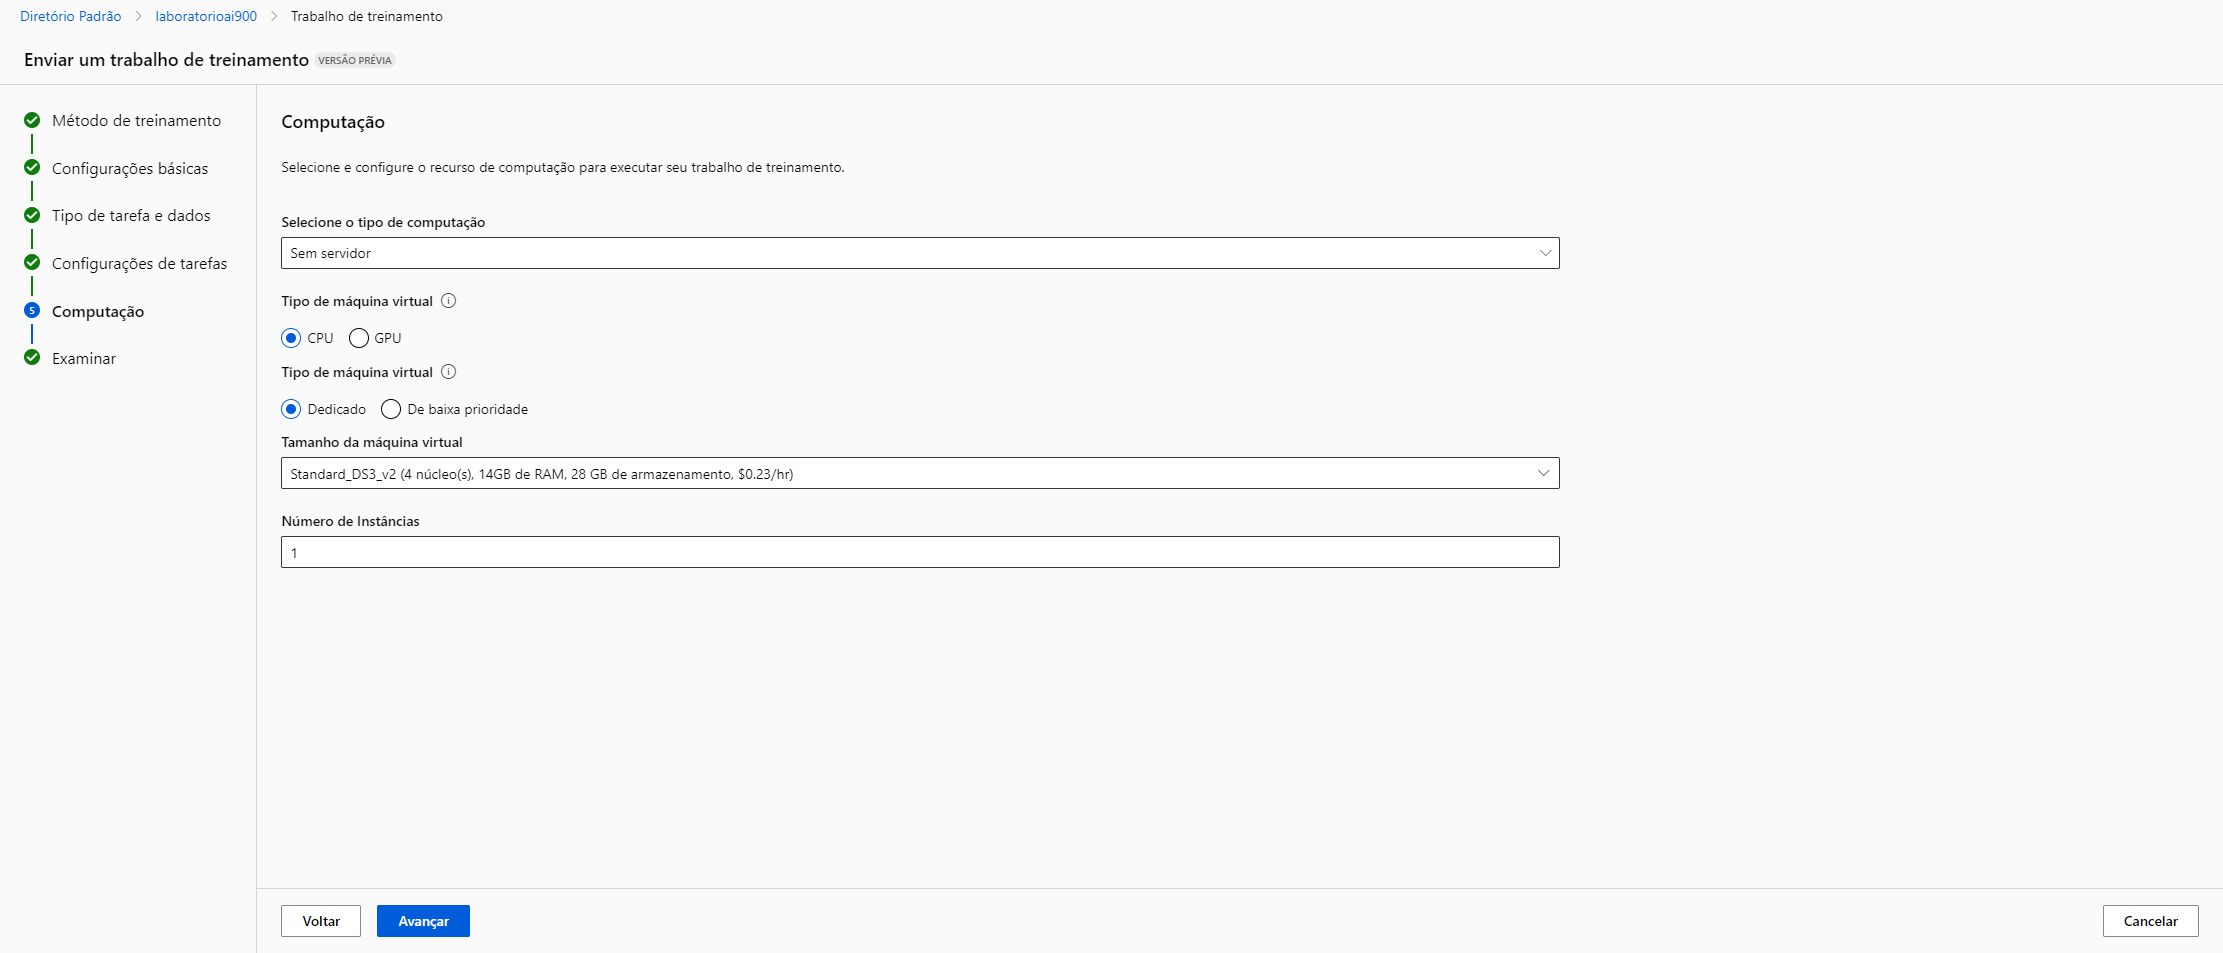 Diretório Padrão > laboratorioai900 > Trabalho de treinamento
Enviar um trabalho de treinamento VERSÃO PRÉVIA
Método de treinamento
Configurações básicas
Tipo de tarefa e dados
Configurações de tarefas
5 Computação
Examinar
Computação
Selecione e configure o recurso de computação para executar seu trabalho de treinamento.
Selecione o tipo de computação
Sem servidor
Tipo de máquina virtual
CPU GPU
Tipo de máquina virtual
Dedicado De baixa prioridade
Tamanho da máquina virtual
Standard_DS3_v2 (4 núcleo(s), 14GB de RAM, 28 GB de armazenamento, $0.23/hr)
Número de Instâncias
1
Voltar Avançar Cancelar